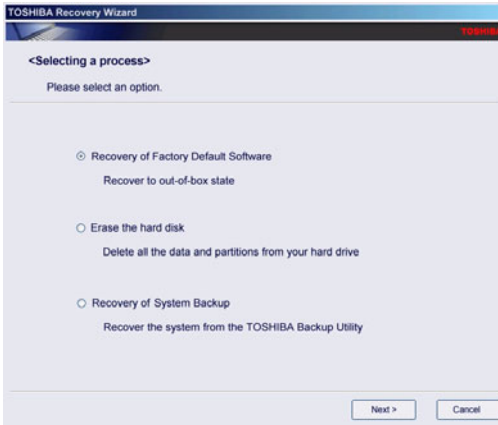 TOSHIBA Recovery Wizard
TOSHIBA
<Selecting a process>
Please select an option.
Recovery of Factory Default Software
Recover to out-of-box state
Erase the hard disk
Delete all the data and partitions from your hard drive
Recovery of System Backup
Recover the system from the TOSHIBA Backup Utility
Next >
Cancel